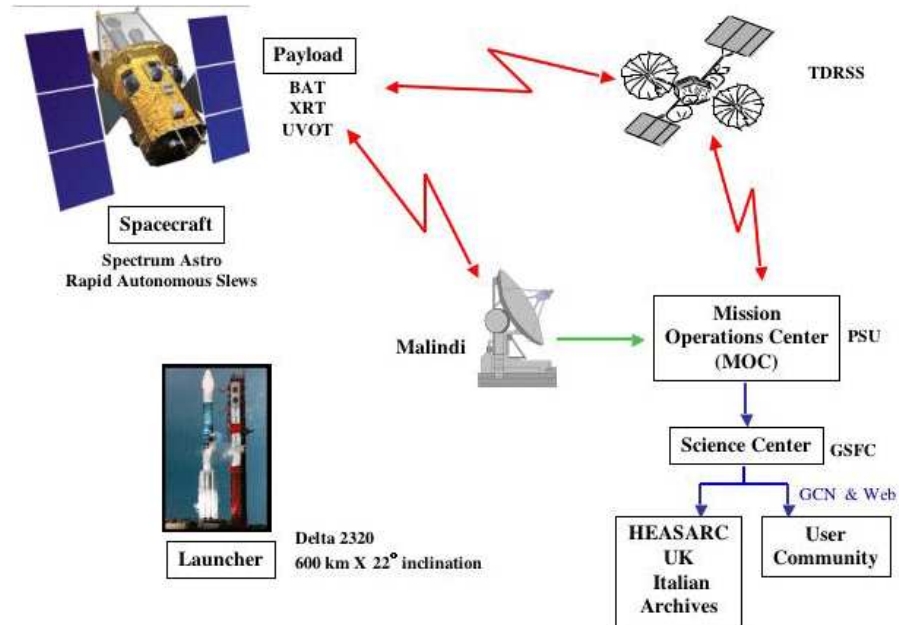 Payload
BAT
XRT
UVOT
TDRSS
Spacecraft
Spectrum Astro
Rapid Autonomous Slews
Malindi
Mission
Operations Center
(MOC)
PSU
Science Center
GSFC
GCN & Web
HEASARC
UK
Italian
Archives
User
Community
Launcher
Delta 2320
600 km X 22° inclination